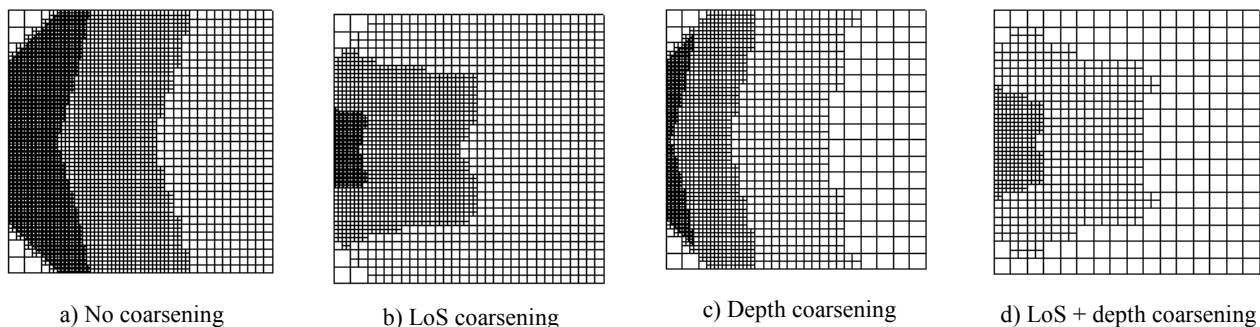 a) No coarsening
b) LoS coarsening
c) Depth coarsening
d) LoS + depth coarsening